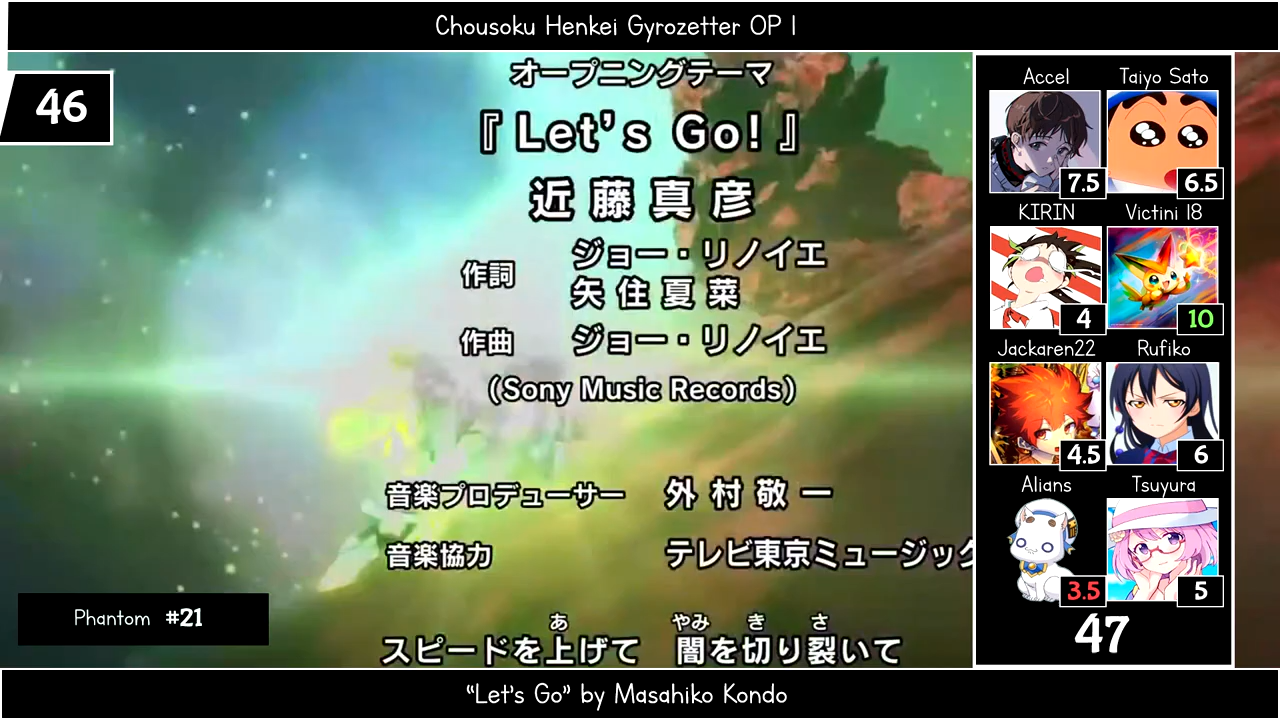 Chousoku Henkei Gyrozetter OP 1
46
オープニングテーマ
『Let's Go!』
近藤真彦
作詞 ジョー・リノイエ
矢住夏菜
作曲 ジョー・リノイエ
(Sony Music Records)
音楽プロデューサー 外村敬一
音楽協力 テレビ東京ミュージック
あ やみ き さ
スピードを上げて 闇を切り裂いて
Phantom #21
Accel Taiyo Sato
7.5 6.5
KIRIN Victini 18
4 10
Jackaren22 Rufiko
4.5 6
Alians Tsuyura
3.5 5
47
"Let's Go" by Masahiko Kondo